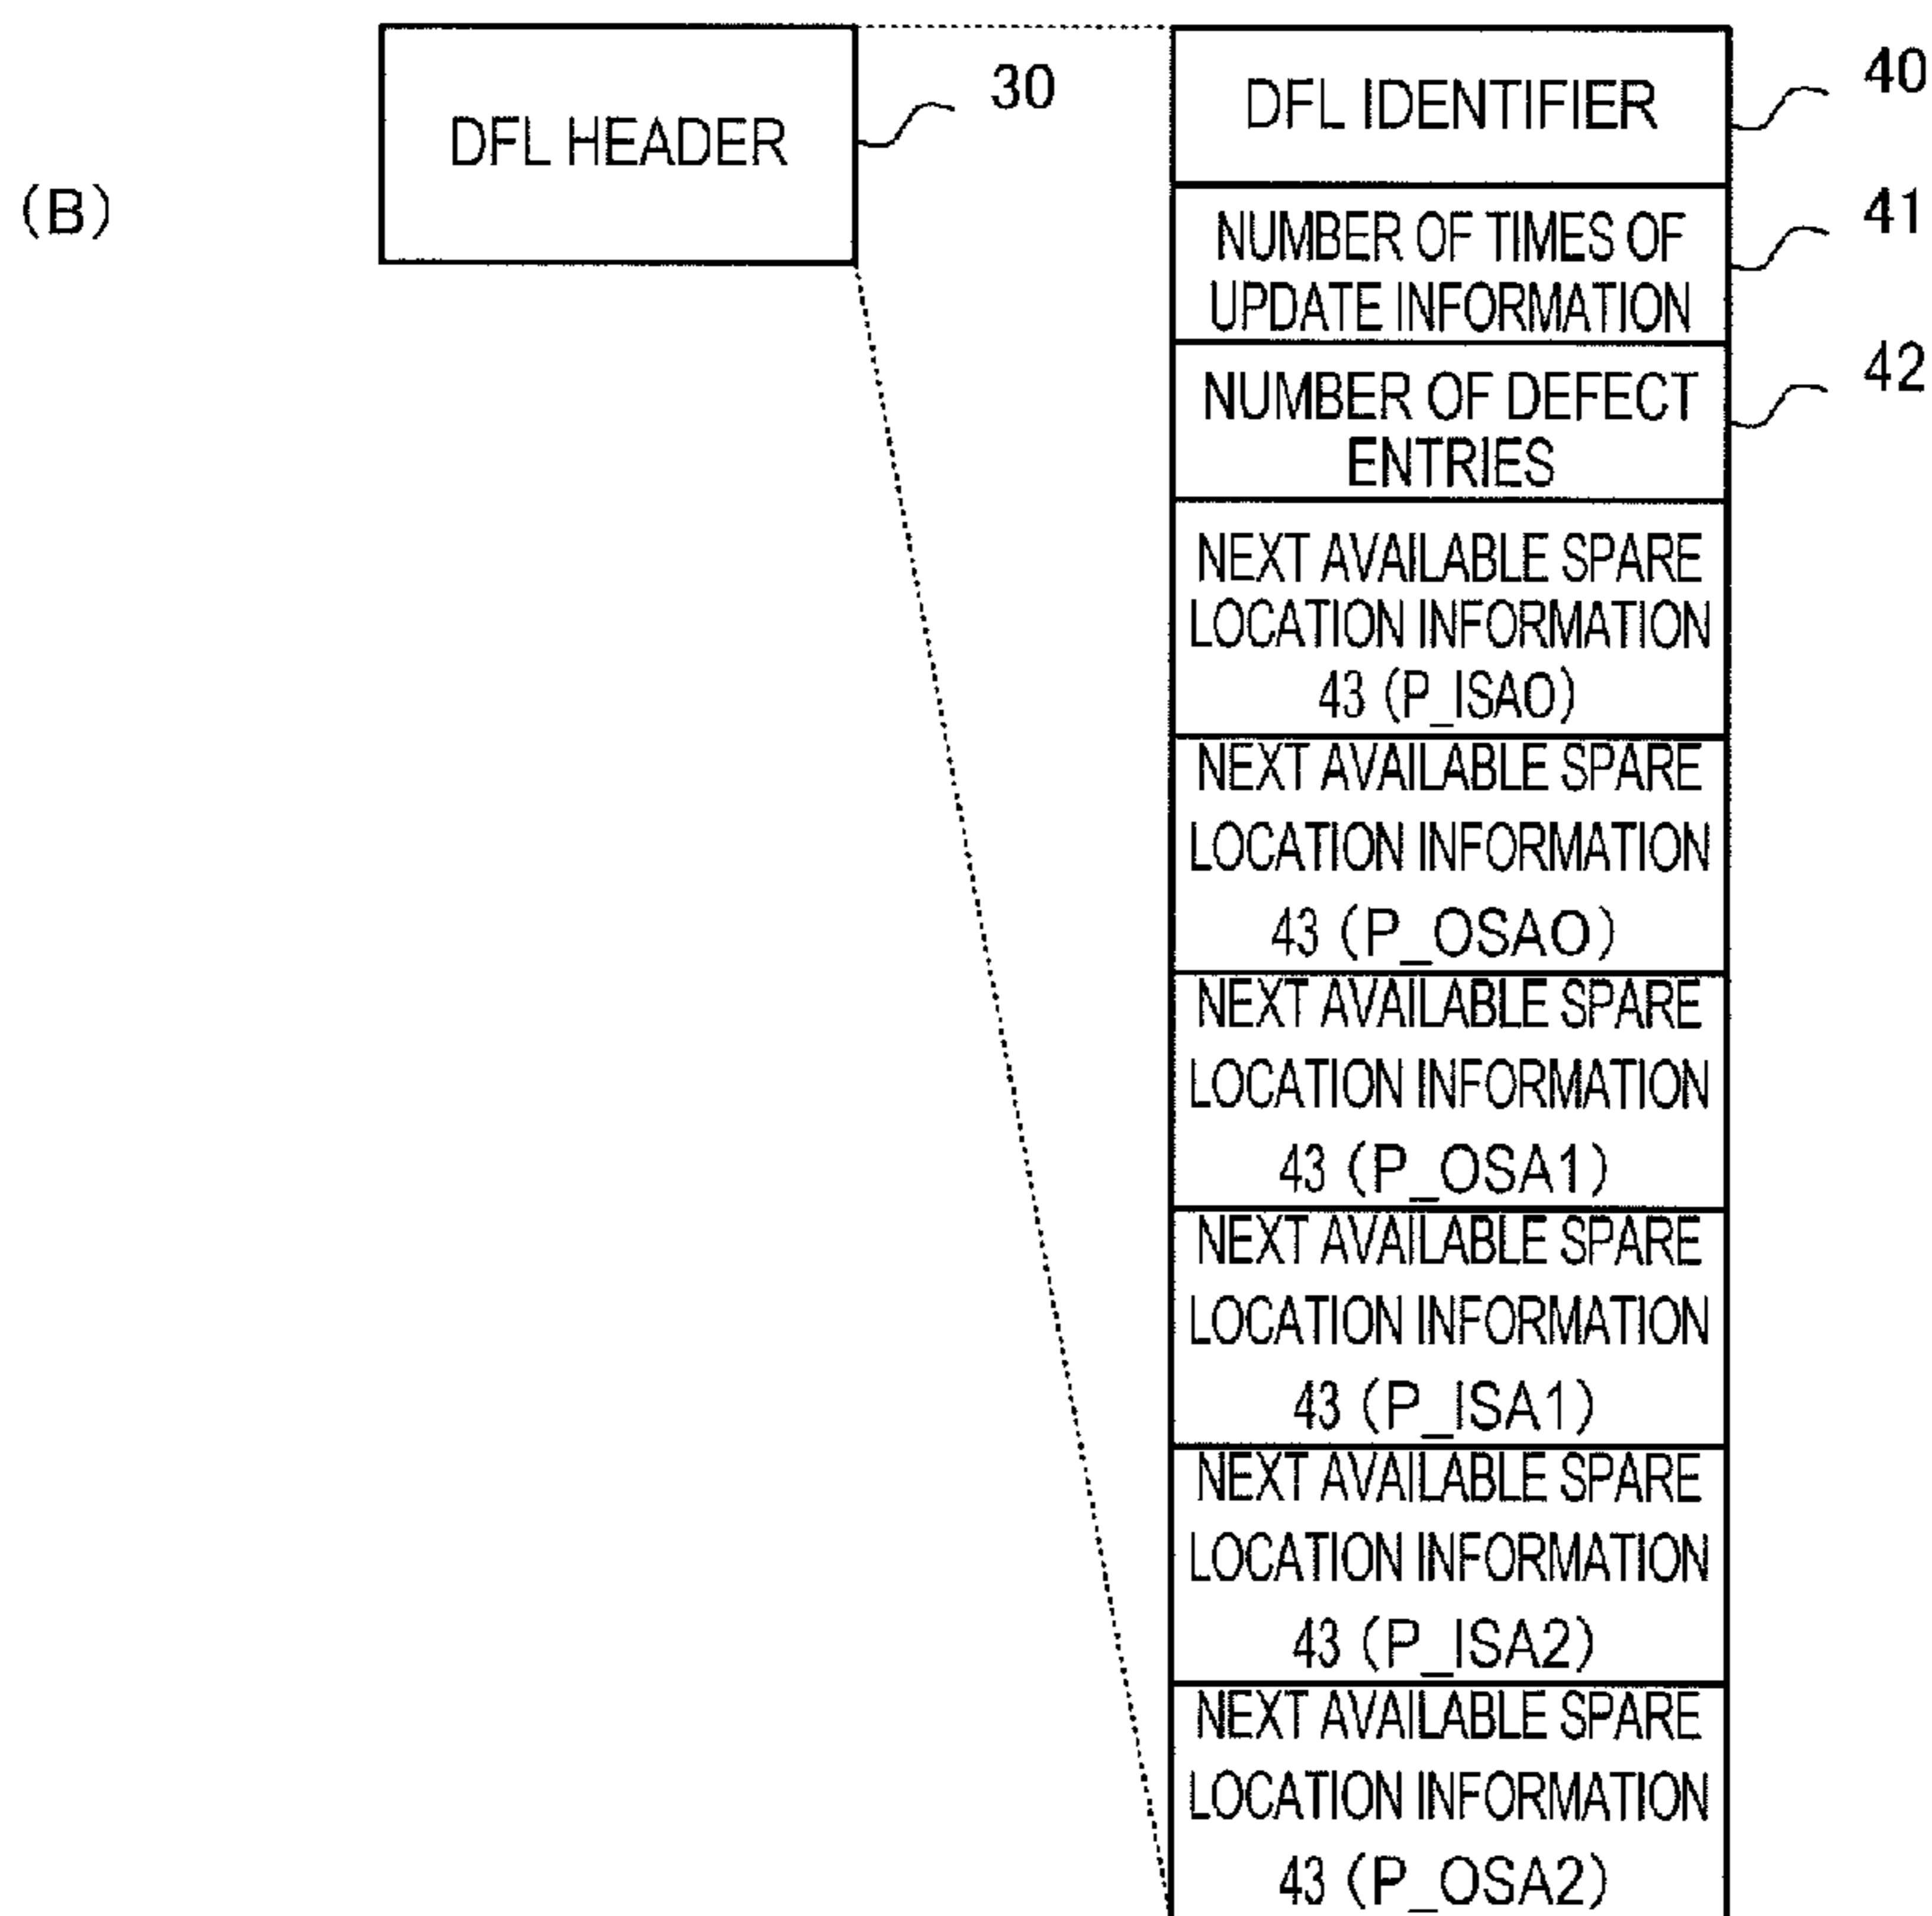 (B)
DFL HEADER
30
DFL IDENTIFIER
40
NUMBER OF TIMES OF
UPDATE INFORMATION
41
NUMBER OF DEFECT
ENTRIES
42
NEXT AVAILABLE SPARE
LOCATION INFORMATION
43 (P_ISA0)
NEXT AVAILABLE SPARE
LOCATION INFORMATION
43 (P_OSA0)
NEXT AVAILABLE SPARE
LOCATION INFORMATION
43 (P_OSA1)
NEXT AVAILABLE SPARE
LOCATION INFORMATION
43 (P_ISA1)
NEXT AVAILABLE SPARE
LOCATION INFORMATION
43 (P_ISA2)
NEXT AVAILABLE SPARE
LOCATION INFORMATION
43 (P_OSA2)